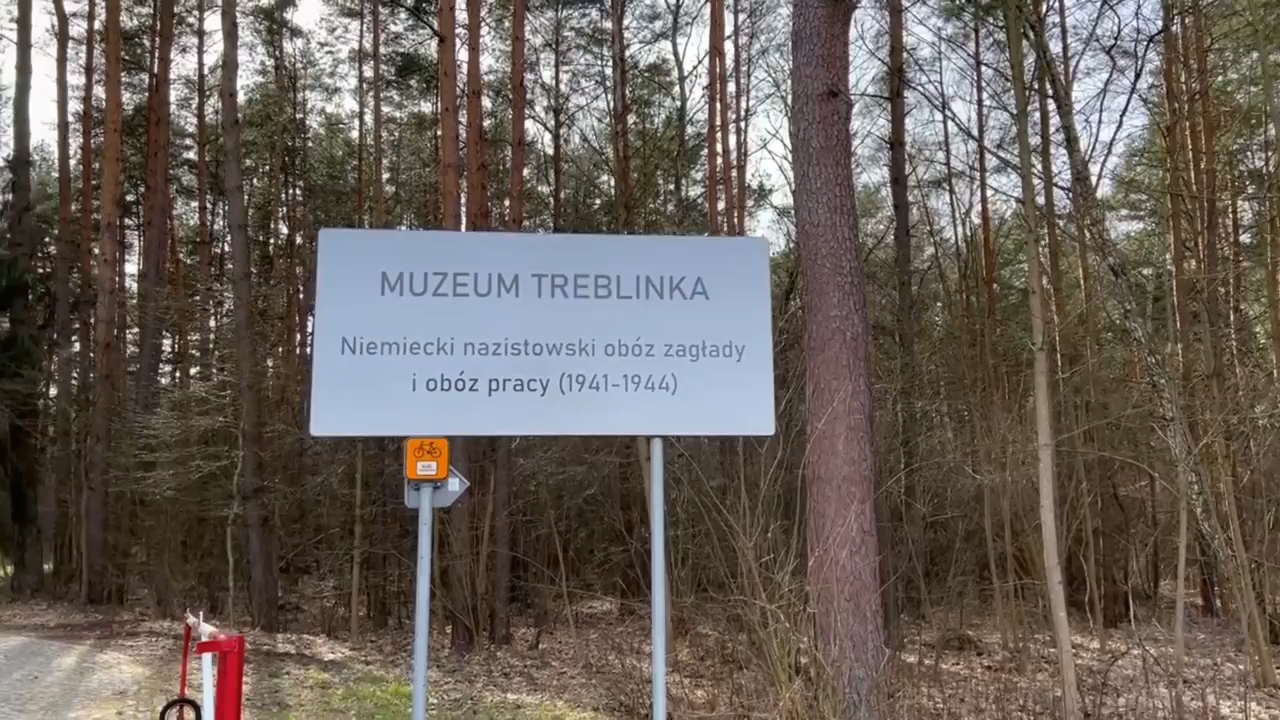 MUZEUM TREBLINKA
Niemiecki nazistowski obóz zagłady
i obóz pracy (1941-1944)